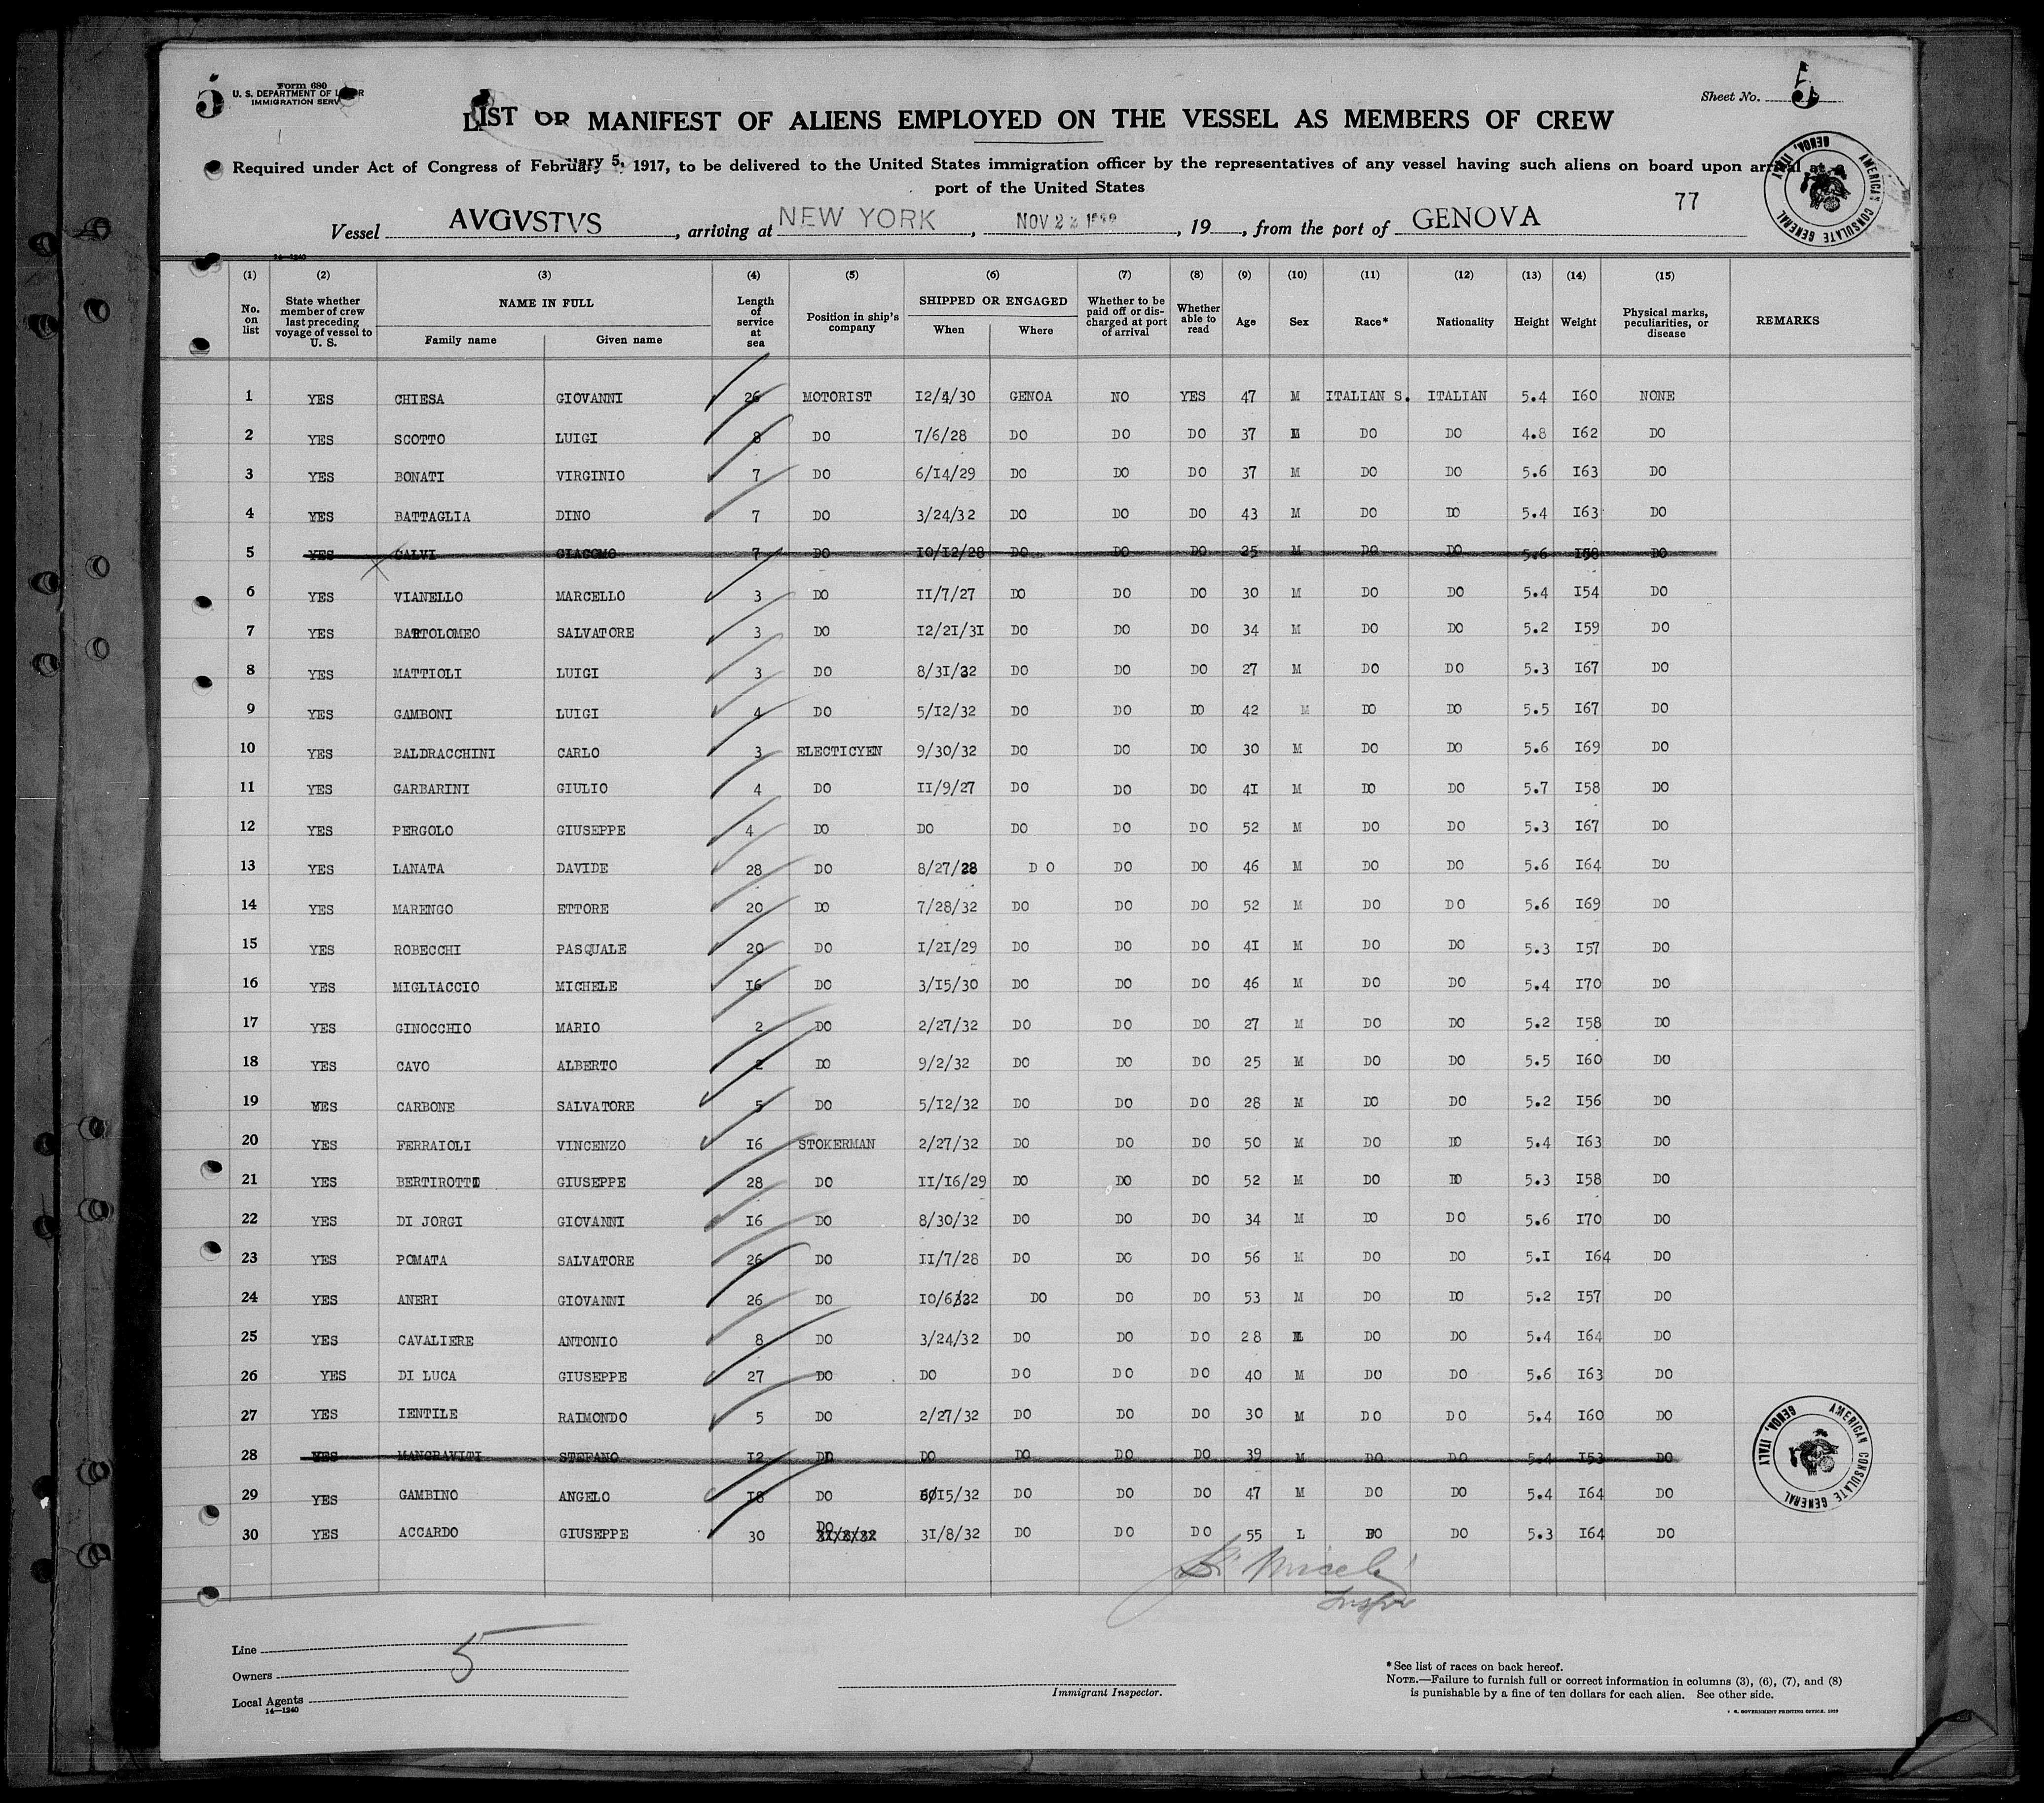 5
Form 680
U. S. DEPARTMENT OF LABOR
IMMIGRATION SERV
Sheet No. 5
LIST OR MANIFEST OF ALIENS EMPLOYED ON THE VESSEL AS MEMBERS OF CREW
Required under Act of Congress of February 5, 1917, to be delivered to the United States immigration officer by the representatives of any vessel having such aliens on board upon arrival at a
port of the United States
77
Vessel AVGVSTVS, arriving at NEW YORK, NOV 22 , 19 , from the port of GENOVA
AMERICAN CONSULATE GENERAL GENOA, ITALY
14—1240
(1) (2) (3) (4) (5) (6) (7) (8) (9) (10) (11) (12) (13) (14) (15)
No. on list State whether member of crew last preceding voyage of vessel to U. S. NAME IN FULL Family name Given name Length of service at sea Position in ship's company SHIPPED OR ENGAGED When Where Whether to be paid off or discharged at port of arrival Whether able to read Age Sex Race* Nationality Height Weight Physical marks, peculiarities, or disease REMARKS
1 YES CHIESA GIOVANNI 26 MOTORIST 12/4/30 GENOA NO YES 47 M ITALIAN S. ITALIAN 5.4 160 NONE
2 YES SCOTTO LUIGI 8 DO 7/6/28 DO DO DO 37 DO DO 4.8 162 DO
3 YES BONATI VIRGINIO 7 DO 6/14/29 DO DO DO 37 M DO DO 5.6 163 DO
4 YES BATTAGLIA DINO 7 DO 3/24/32 DO DO DO 43 M DO DO 5.4 163 DO
5 YES CALVI GIACOMO 7 DO 10/12/28 DO DO DO 25 M DO DO 5.6 158 DO
6 YES VIANELLO MARCELLO 3 DO 11/7/27 DO DO DO 30 M DO DO 5.4 154 DO
7 YES BARTOLOMEO SALVATORE 3 DO 12/21/31 DO DO DO 34 M DO DO 5.2 159 DO
8 YES MATTIOLI LUIGI 3 DO 8/31/32 DO DO DO 27 M DO DO 5.3 167 DO
9 YES GAMBONI LUIGI 4 DO 5/12/32 DO DO DO 42 M DO DO 5.5 167 DO
10 YES BALDRACCHINI CARLO 3 ELECTICYEN 9/30/32 DO DO DO 30 M DO DO 5.6 169 DO
11 YES GARBARINI GIULIO 4 DO 11/9/27 DO DO DO 41 M DO DO 5.7 158 DO
12 YES PERGOLO GIUSEPPE 4 DO DO DO DO DO 52 M DO DO 5.3 167 DO
13 YES LANATA DAVIDE 28 DO 8/27/28 D O DO DO 46 M DO DO 5.6 164 DO
14 YES MARENGO ETTORE 20 DO 7/28/32 DO DO DO 52 M DO DO 5.6 169 DO
15 YES ROBECCHI PASQUALE 20 DO 1/21/29 DO DO DO 41 M DO DO 5.3 157 DO
16 YES MIGLIACCIO MICHELE 16 DO 3/15/30 DO DO DO 46 M DO DO 5.4 170 DO
17 YES GINOCCHIO MARIO 2 DO 2/27/32 DO DO DO 27 M DO DO 5.2 158 DO
18 YES CAVO ALBERTO 2 DO 9/2/32 DO DO DO 25 M DO DO 5.5 160 DO
19 YES CARBONE SALVATORE 5 DO 5/12/32 DO DO DO 28 M DO DO 5.2 156 DO
20 YES FERRAIOLI VINCENZO 16 STOKERMAN 2/27/32 DO DO DO 50 M DO DO 5.4 163 DO
21 YES BERTIROTTI GIUSEPPE 28 DO 11/16/29 DO DO DO 52 M DO DO 5.3 158 DO
22 YES DI JORGI GIOVANNI 16 DO 8/30/32 DO DO DO 34 M DO DO 5.6 170 DO
23 YES POMATA SALVATORE 26 DO 11/7/28 DO DO DO 56 M DO DO 5.1 164 DO
24 YES ANERI GIOVANNI 26 DO 10/6/32 DO DO DO 53 M DO DO 5.2 157 DO
25 YES CAVALIERE ANTONIO 8 DO 3/24/32 DO DO DO 28 DO DO 5.4 164 DO
26 YES DI LUCA GIUSEPPE 27 DO DO DO DO DO 40 M DO DO 5.6 163 DO
27 YES IENTILE RAIMONDO 5 DO 2/27/32 DO DO DO 30 M DO DO 5.4 160 DO
28 YES MANGRAVITI STEFANO 12 DO DO DO DO DO 39 M DO DO 5.4 153 DO
29 YES GAMBINO ANGELO 18 DO 6/15/32 DO DO DO 47 M DO DO 5.4 164 DO
30 YES ACCARDO GIUSEPPE 30 DO 31/8/32 31/8/32 DO DO DO 55 L DO DO 5.3 164 DO
AMERICAN CONSULATE GENERAL GENOA, ITALY
Line
Owners
5
Local Agents
14—1240
Immigrant Inspector.
*See list of races on back hereof.
NOTE.—Failure to furnish full or correct information in columns (3), (6), (7), and (8)
is punishable by a fine of ten dollars for each alien. See other side.
GOVERNMENT PRINTING OFFICE. 1929